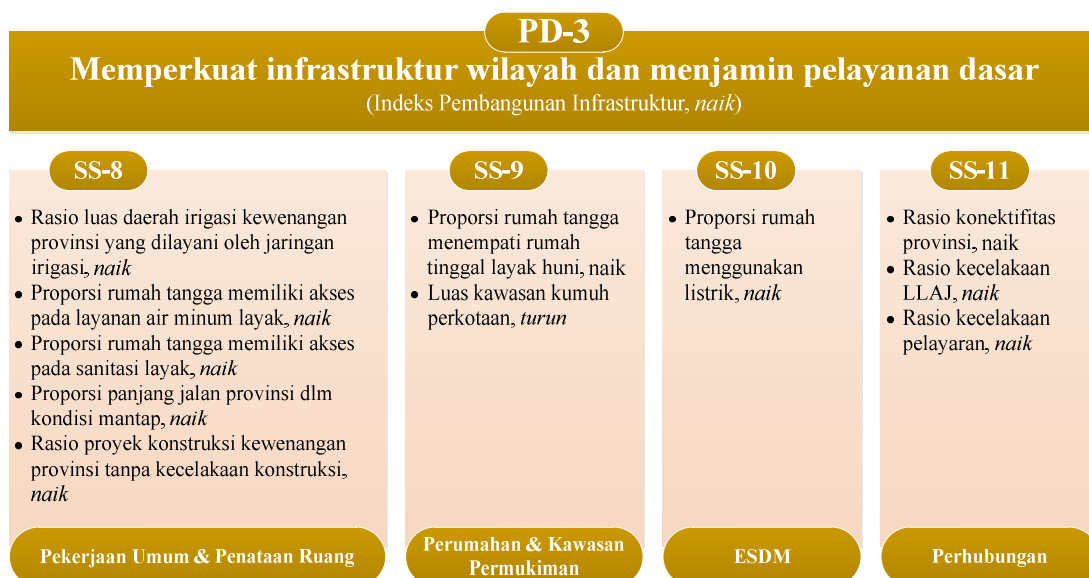 PD-3
Memperkuat infrastruktur wilayah dan menjamin pelayanan dasar
(Indeks Pembangunan Infrastruktur, naik)
SS-8
• Rasio luas daerah irigasi kewenangan
provinsi yang dilayani oleh jaringan
irigasi, naik
• Proporsi rumah tangga memiliki akses
pada layanan air minum layak, naik
• Proporsi rumah tangga memiliki akses
pada sanitasi layak, naik
• Proporsi panjang jalan provinsi dlm
kondisi mantap, naik
• Rasio proyek konstruksi kewenangan
provinsi tanpa kecelakaan konstruksi,
naik
Pekerjaan Umum & Penataan Ruang
SS-9
• Proporsi rumah tangga
menempati rumah
tinggal layak huni, naik
• Luas kawasan kumuh
perkotaan, turun
Perumahan & Kawasan
Permukiman
SS-10
• Proporsi rumah
tangga
menggunakan
listrik, naik
ESDM
SS-11
• Rasio konektifitas
provinsi, naik
• Rasio kecelakaan
LLAJ, naik
• Rasio kecelakaan
pelayaran, naik
Perhubungan